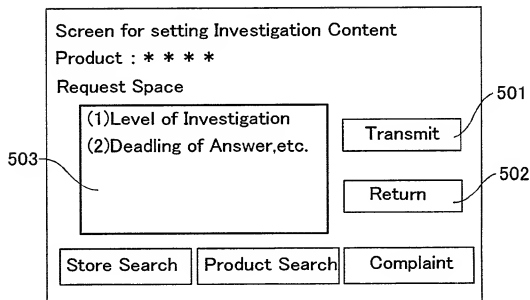 Screen for setting Investigation Content
Product : * * * *
Request Space
(1)Level of Investigation
(2)Deadling of Answer,etc.
Transmit
Return
501
502
503
Store Search
Product Search
Complaint